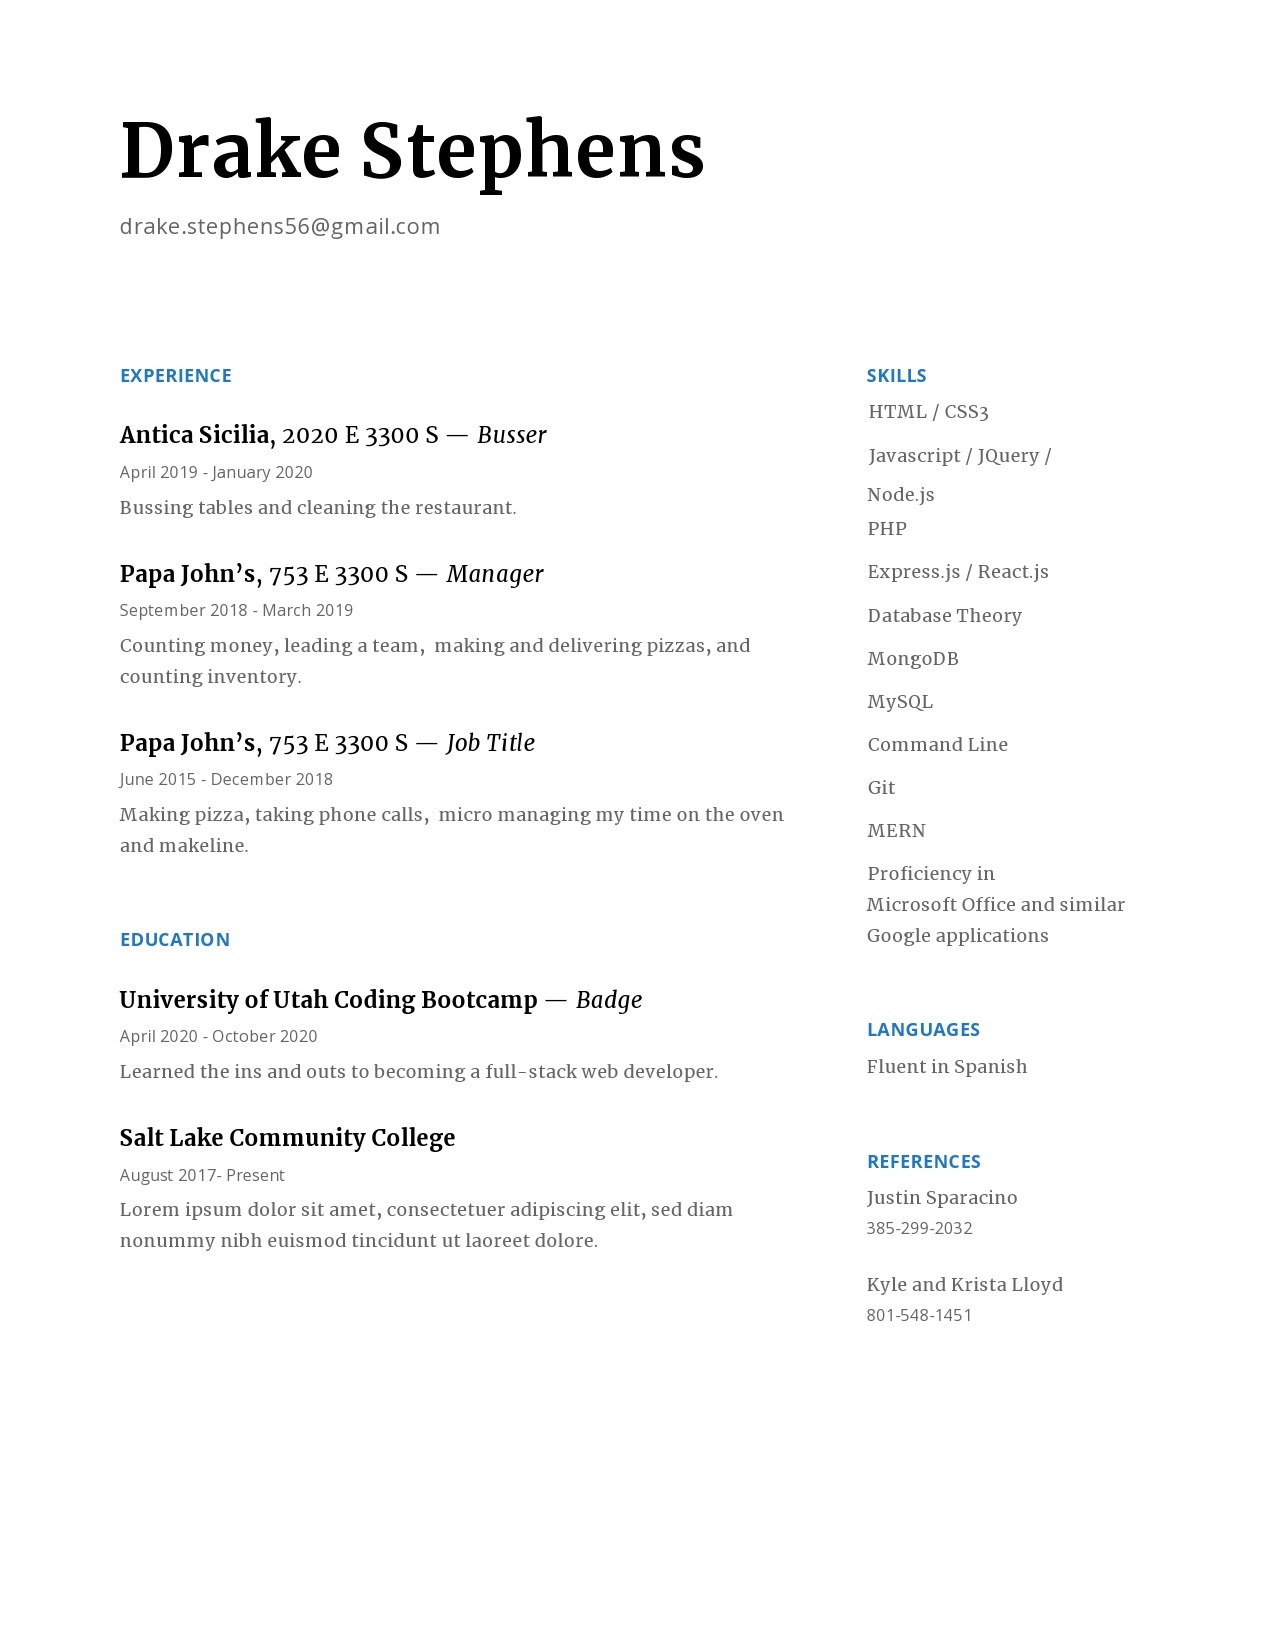 Drake Stephens
drake.stephens56@gmail.com
EXPERIENCE
Antica Sicilia, 2020 E 3300 S — Busser
April 2019 - January 2020
Bussing tables and cleaning the restaurant.
Papa John’s, 753 E 3300 S — Manager
September 2018 - March 2019
Counting money, leading a team,  making and delivering pizzas, and
counting inventory.
Papa John’s, 753 E 3300 S — Job Title
June 2015 - December 2018
Making pizza, taking phone calls,  micro managing my time on the oven
and makeline.
EDUCATION
University of Utah Coding Bootcamp — Badge
April 2020 - October 2020
Learned the ins and outs to becoming a full-stack web developer.
Salt Lake Community College
August 2017- Present
Lorem ipsum dolor sit amet, consectetuer adipiscing elit, sed diam
nonummy nibh euismod tincidunt ut laoreet dolore.
SKILLS
HTML / CSS3
Javascript / JQuery /
Node.js
PHP
Express.js / React.js
Database Theory
MongoDB
MySQL
Command Line
Git
MERN
Proficiency in
Microsoft Office and similar
Google applications
LANGUAGES
Fluent in Spanish
REFERENCES
Justin Sparacino
385-299-2032
Kyle and Krista Lloyd
801-548-1451